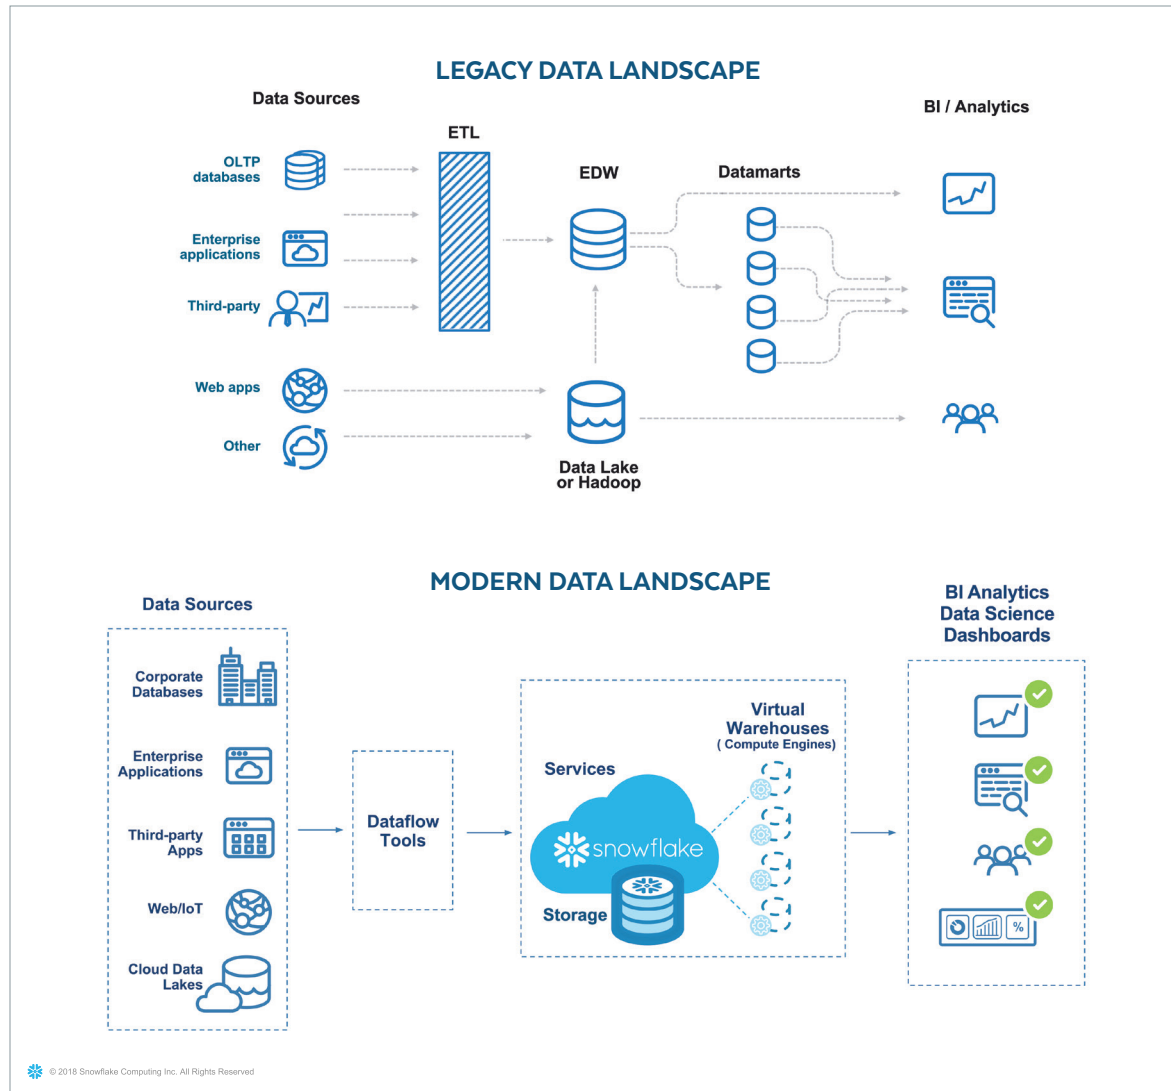 LEGACY DATA LANDSCAPE
Data Sources
BI / Analytics
ETL
OLTP
databases
EDW
Datamarts
Enterprise
applications
Third-party
Web apps
Other
Data Lake
or Hadoop
MODERN DATA LANDSCAPE
Data Sources
BI Analytics
Data Science
Dashboards
Corporate
Databases
Enterprise
Applications
Third-party
Apps
Web/IoT
Cloud Data
Lakes
Dataflow
Tools
Services
snowflake
Storage
Virtual
Warehouses
( Compute Engines)
%
© 2018 Snowflake Computing Inc. All Rights Reserved